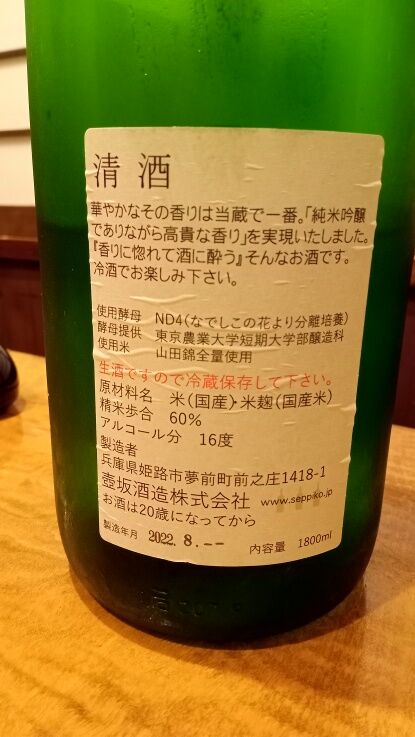 清酒
華やかなその香りは当蔵で一番。「純米吟醸
でありながら高貴な香り」を実現いたしました。
『香りに惚れて酒に酔う』そんなお酒です。
冷酒でお楽しみ下さい。
使用酵母 ND4(なでしこの花より分離培養)
酵母提供 東京農業大学短期大学部醸造科
使用米 山田錦全量使用
生酒ですので冷蔵保存して下さい。
原材料名 米(国産)・米麹(国産米)
精米歩合 60%
アルコール分 16度
製造者
兵庫県姫路市夢前町前之庄1418-1
壺坂酒造株式会社 www.seppiko.jp
お酒は20歳になってから
製造年月 2022.8.-- 内容量 1800ml